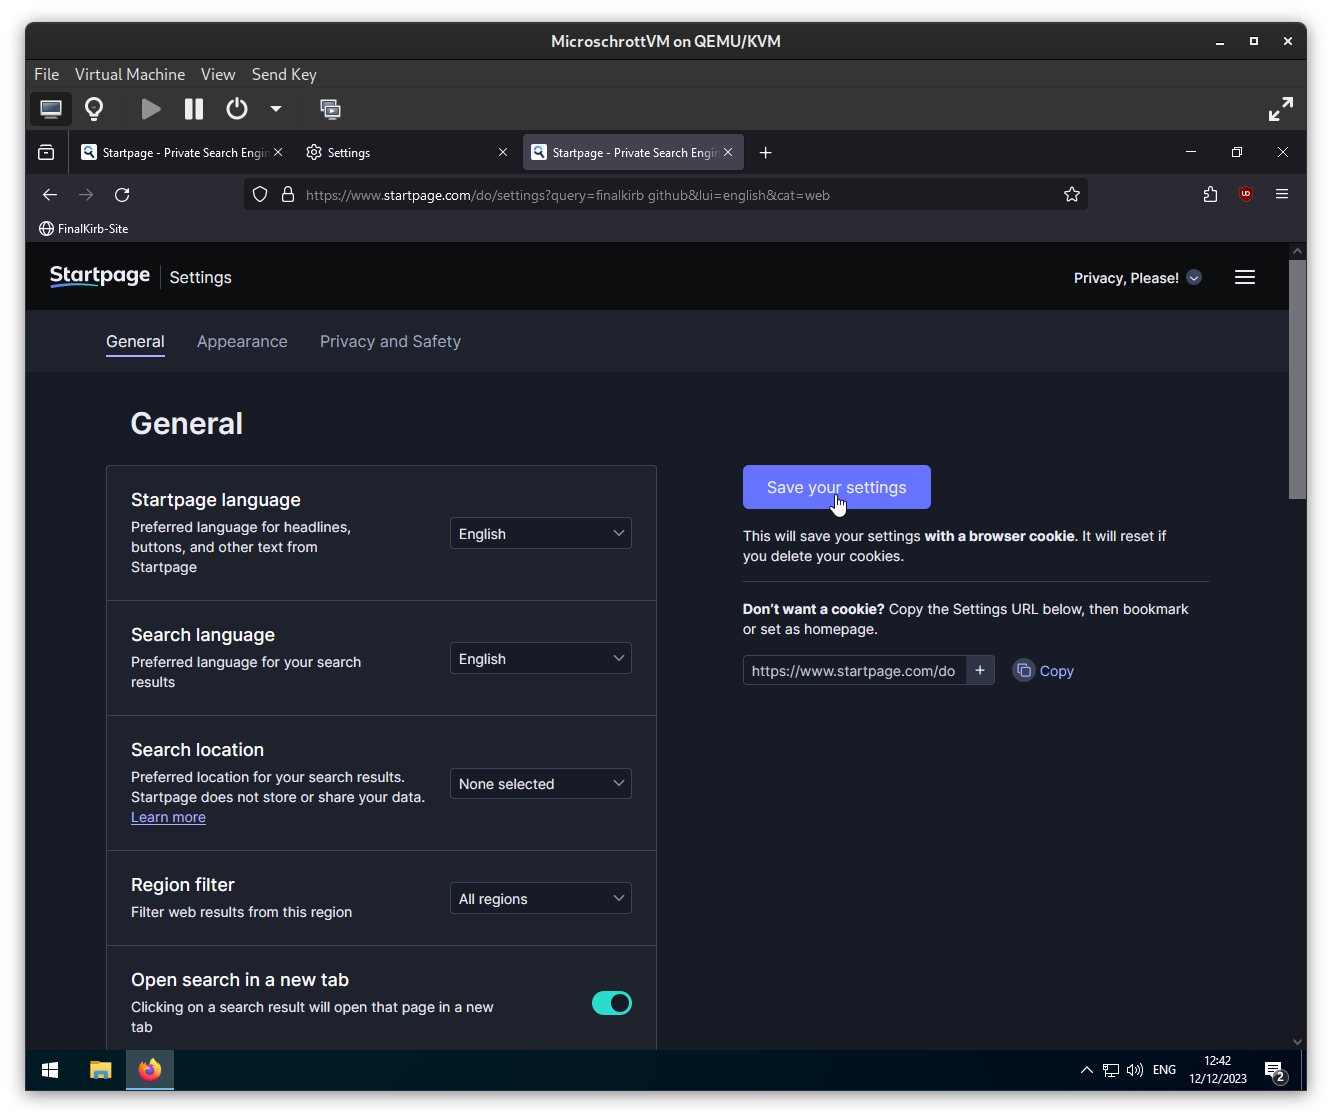 MicroschrottVM on QEMU/KVM
File Virtual Machine View Send Key
Startpage - Private Search Engin
Settings
Startpage - Private Search Engin
https://www.startpage.com/do/settings?query=finalkirb github&lui=english&cat=web
FinalKirb-Site
Startpage Settings
Privacy, Please!
General Appearance Privacy and Safety
General
Startpage language
Preferred language for headlines,
buttons, and other text from
Startpage
English
Search language
Preferred language for your search
results
English
Search location
Preferred location for your search results.
Startpage does not store or share your data.
Learn more
None selected
Region filter
Filter web results from this region
All regions
Open search in a new tab
Clicking on a search result will open that page in a new
tab
Save your settings
This will save your settings with a browser cookie. It will reset if
you delete your cookies.
Don't want a cookie? Copy the Settings URL below, then bookmark
or set as homepage.
https://www.startpage.com/do
+
Copy
ENG
12:42
12/12/2023
2